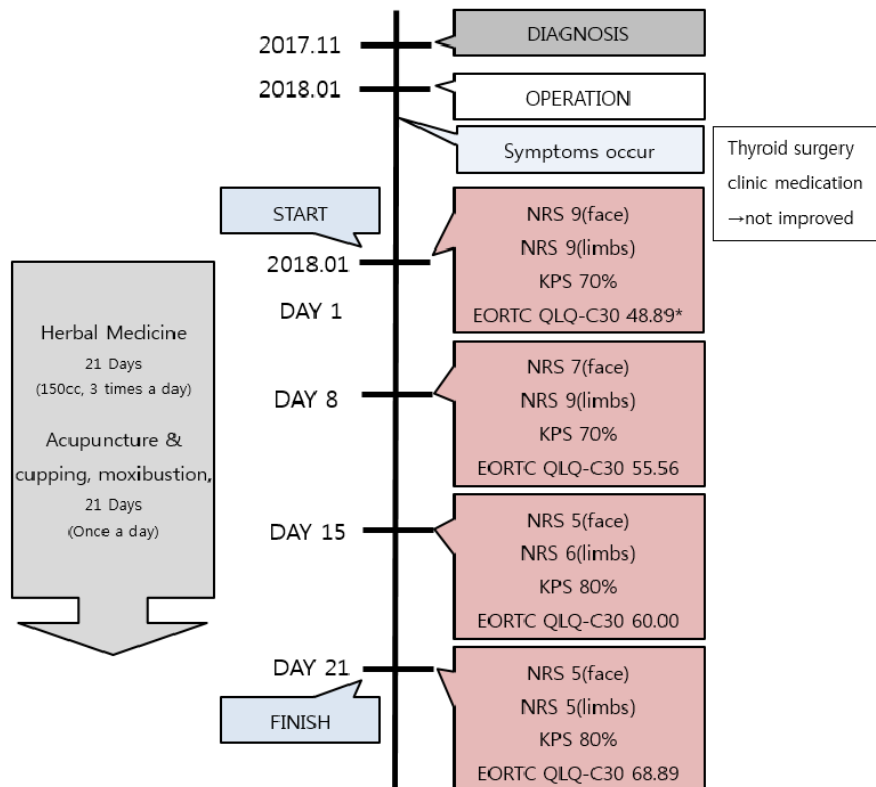 2017.11
DIAGNOSIS
2018.01
OPERATION
Symptoms occur
Thyroid surgery
clinic medication
→not improved
START
2018.01
DAY 1
NRS 9(face)
NRS 9(limbs)
KPS 70%
EORTC QLQ-C30 48.89*
Herbal Medicine
21 Days
(150cc, 3 times a day)
Acupuncture &
cupping, moxibustion,
21 Days
(Once a day)
DAY 8
NRS 7(face)
NRS 9(limbs)
KPS 70%
EORTC QLQ-C30 55.56
DAY 15
NRS 5(face)
NRS 6(limbs)
KPS 80%
EORTC QLQ-C30 60.00
DAY 21
FINISH
NRS 5(face)
NRS 5(limbs)
KPS 80%
EORTC QLQ-C30 68.89